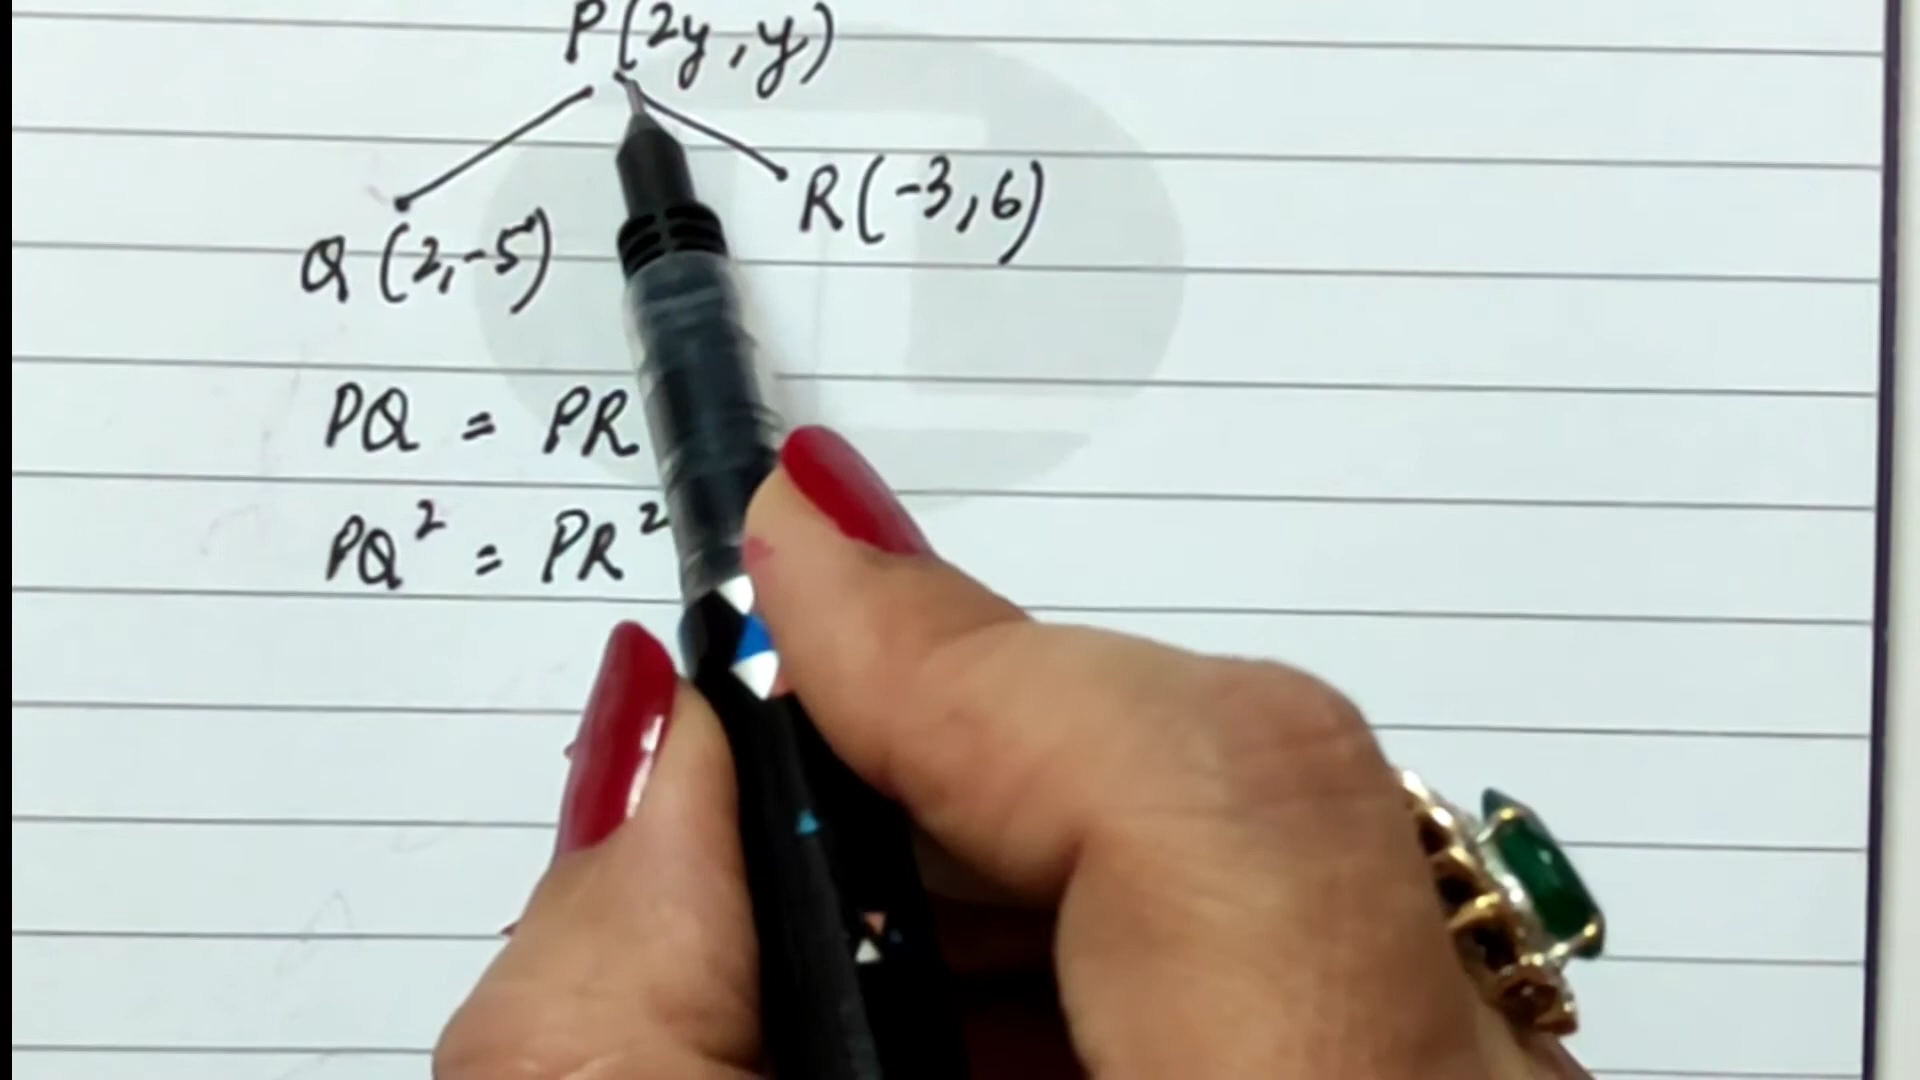 P(2y, y)
Q(2, -5) R(-3, 6)
PQ = PR
PQ² = PR²